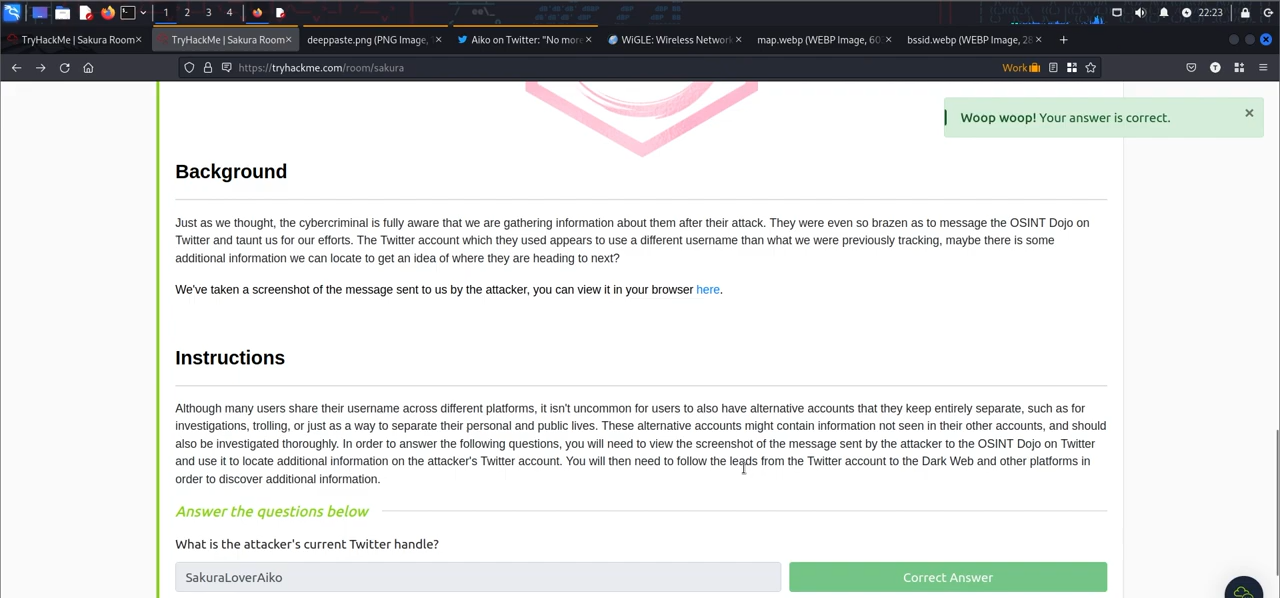 1 2 3 4 22:23
TryHackMe | Sakura Room
TryHackMe | Sakura Room
deeppaste.png (PNG Image,
Aiko on Twitter: "No more
WiGLE: Wireless Network
map.webp (WEBP Image, 60
bssid.webp (WEBP Image, 28
https://tryhackme.com/room/sakura
Work
Woop woop! Your answer is correct.
Background
Just as we thought, the cybercriminal is fully aware that we are gathering information about them after their attack. They were even so brazen as to message the OSINT Dojo on
Twitter and taunt us for our efforts. The Twitter account which they used appears to use a different username than what we were previously tracking, maybe there is some
additional information we can locate to get an idea of where they are heading to next?
We've taken a screenshot of the message sent to us by the attacker, you can view it in your browser here.
Instructions
Although many users share their username across different platforms, it isn't uncommon for users to also have alternative accounts that they keep entirely separate, such as for
investigations, trolling, or just as a way to separate their personal and public lives. These alternative accounts might contain information not seen in their other accounts, and should
also be investigated thoroughly. In order to answer the following questions, you will need to view the screenshot of the message sent by the attacker to the OSINT Dojo on Twitter
and use it to locate additional information on the attacker's Twitter account. You will then need to follow the leads from the Twitter account to the Dark Web and other platforms in
order to discover additional information.
Answer the questions below
What is the attacker's current Twitter handle?
SakuraLoverAiko
Correct Answer